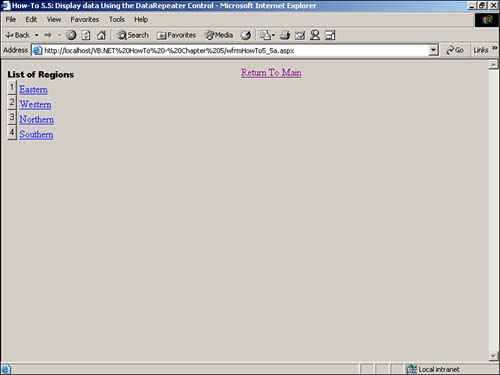 How-To 5.5: Display data Using the DataRepeater Control - Microsoft Internet Explorer
File Edit View Favorites Tools Help
Back Search Favorites Media
Address http://localhost/VB.NET%20HowTo%20-%20Chapter%205/wfrmHowTo5_5a.aspx Go Links »
List of Regions
Return To Main
1 Eastern
2 Western
3 Northern
4 Southern
Local intranet